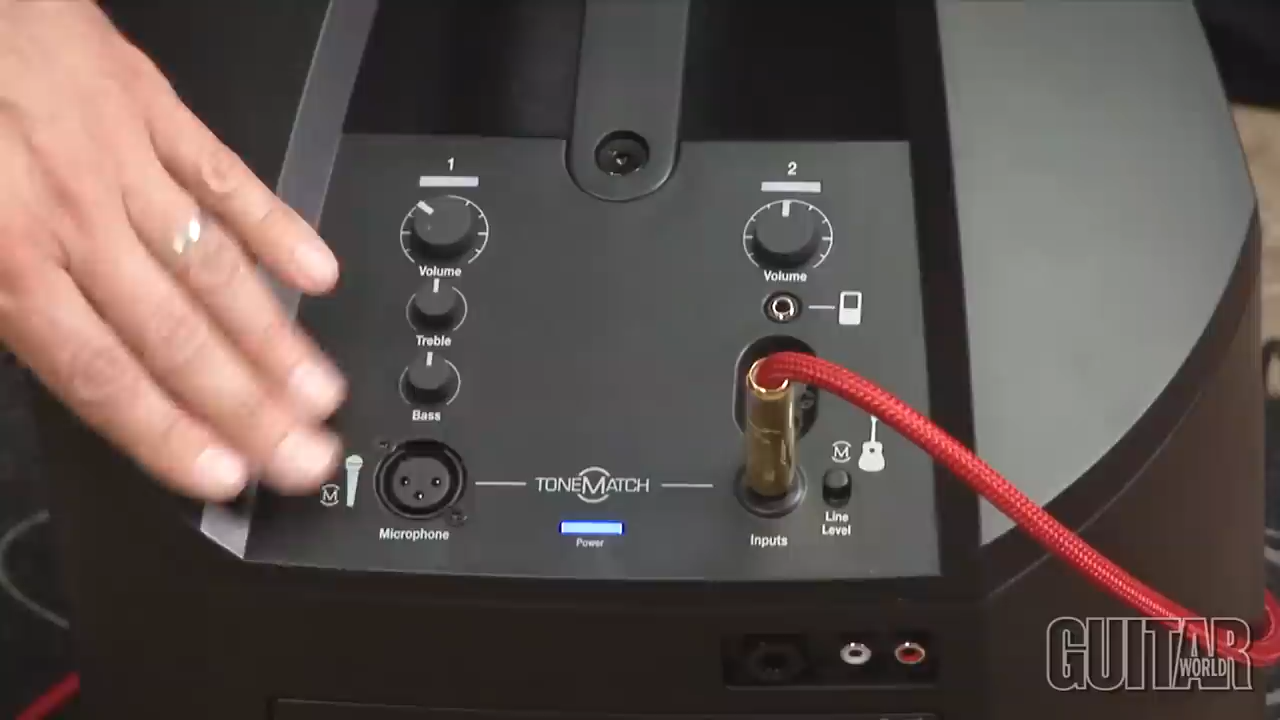 1
2
Volume
Volume
Treble
Bass
M
M
TONEMATCH
Microphone
Power
Inputs
Line
Level
GUITAR
WORLD